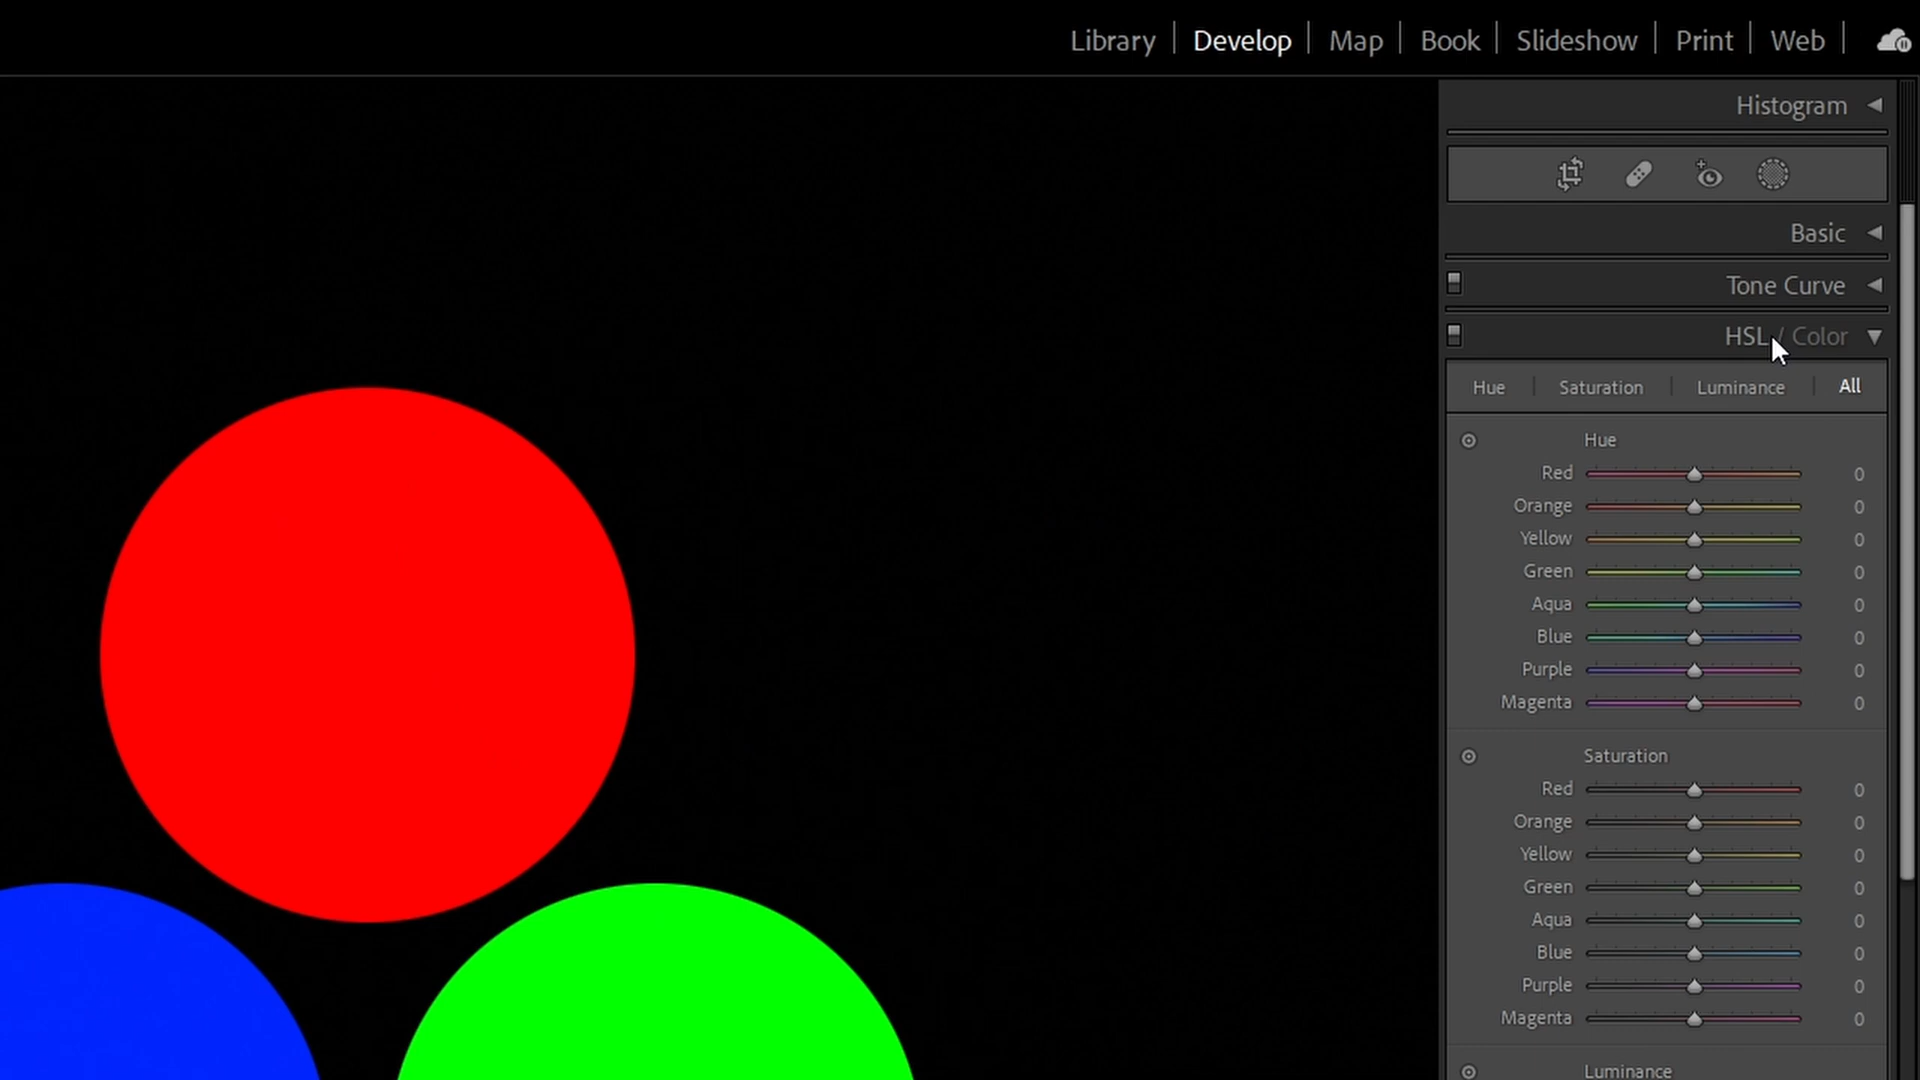 Library | Develop | Map | Book | Slideshow | Print | Web
Histogram
Basic
Tone Curve
HSL / Color
Hue | Saturation | Luminance | All
Hue
Red 0
Orange 0
Yellow 0
Green 0
Aqua 0
Blue 0
Purple 0
Magenta 0
Saturation
Red 0
Orange 0
Yellow 0
Green 0
Aqua 0
Blue 0
Purple 0
Magenta 0
Luminance